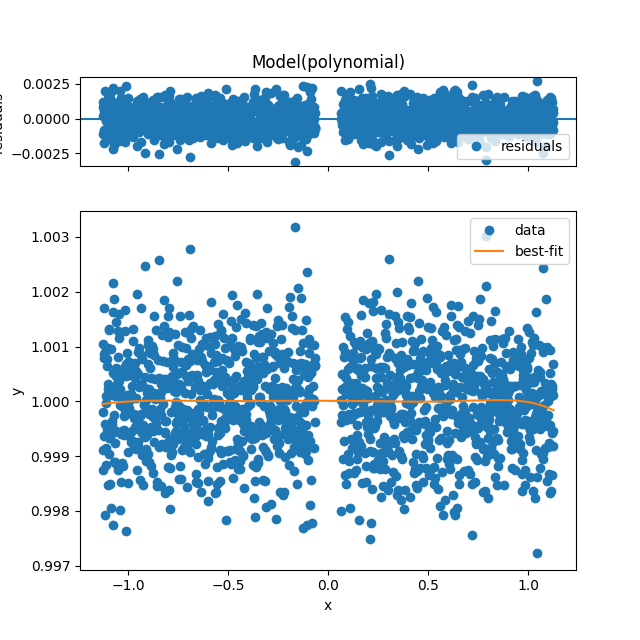 Model(polynomial)
0.0025
0.0000
−0.0025
residuals
residuals
1.003
1.002
1.001
1.000
0.999
0.998
0.997
y
data
best-fit
−1.0 −0.5 0.0 0.5 1.0
x